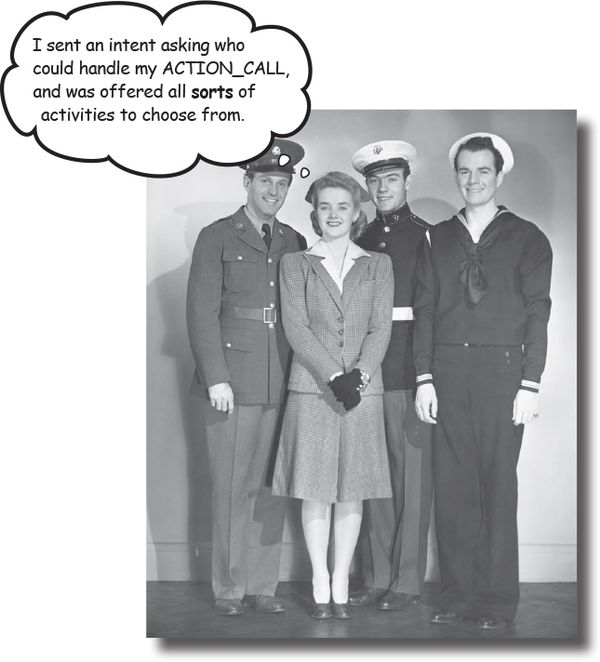 I sent an intent asking who
could handle my ACTION_CALL,
and was offered all sorts of
activities to choose from.